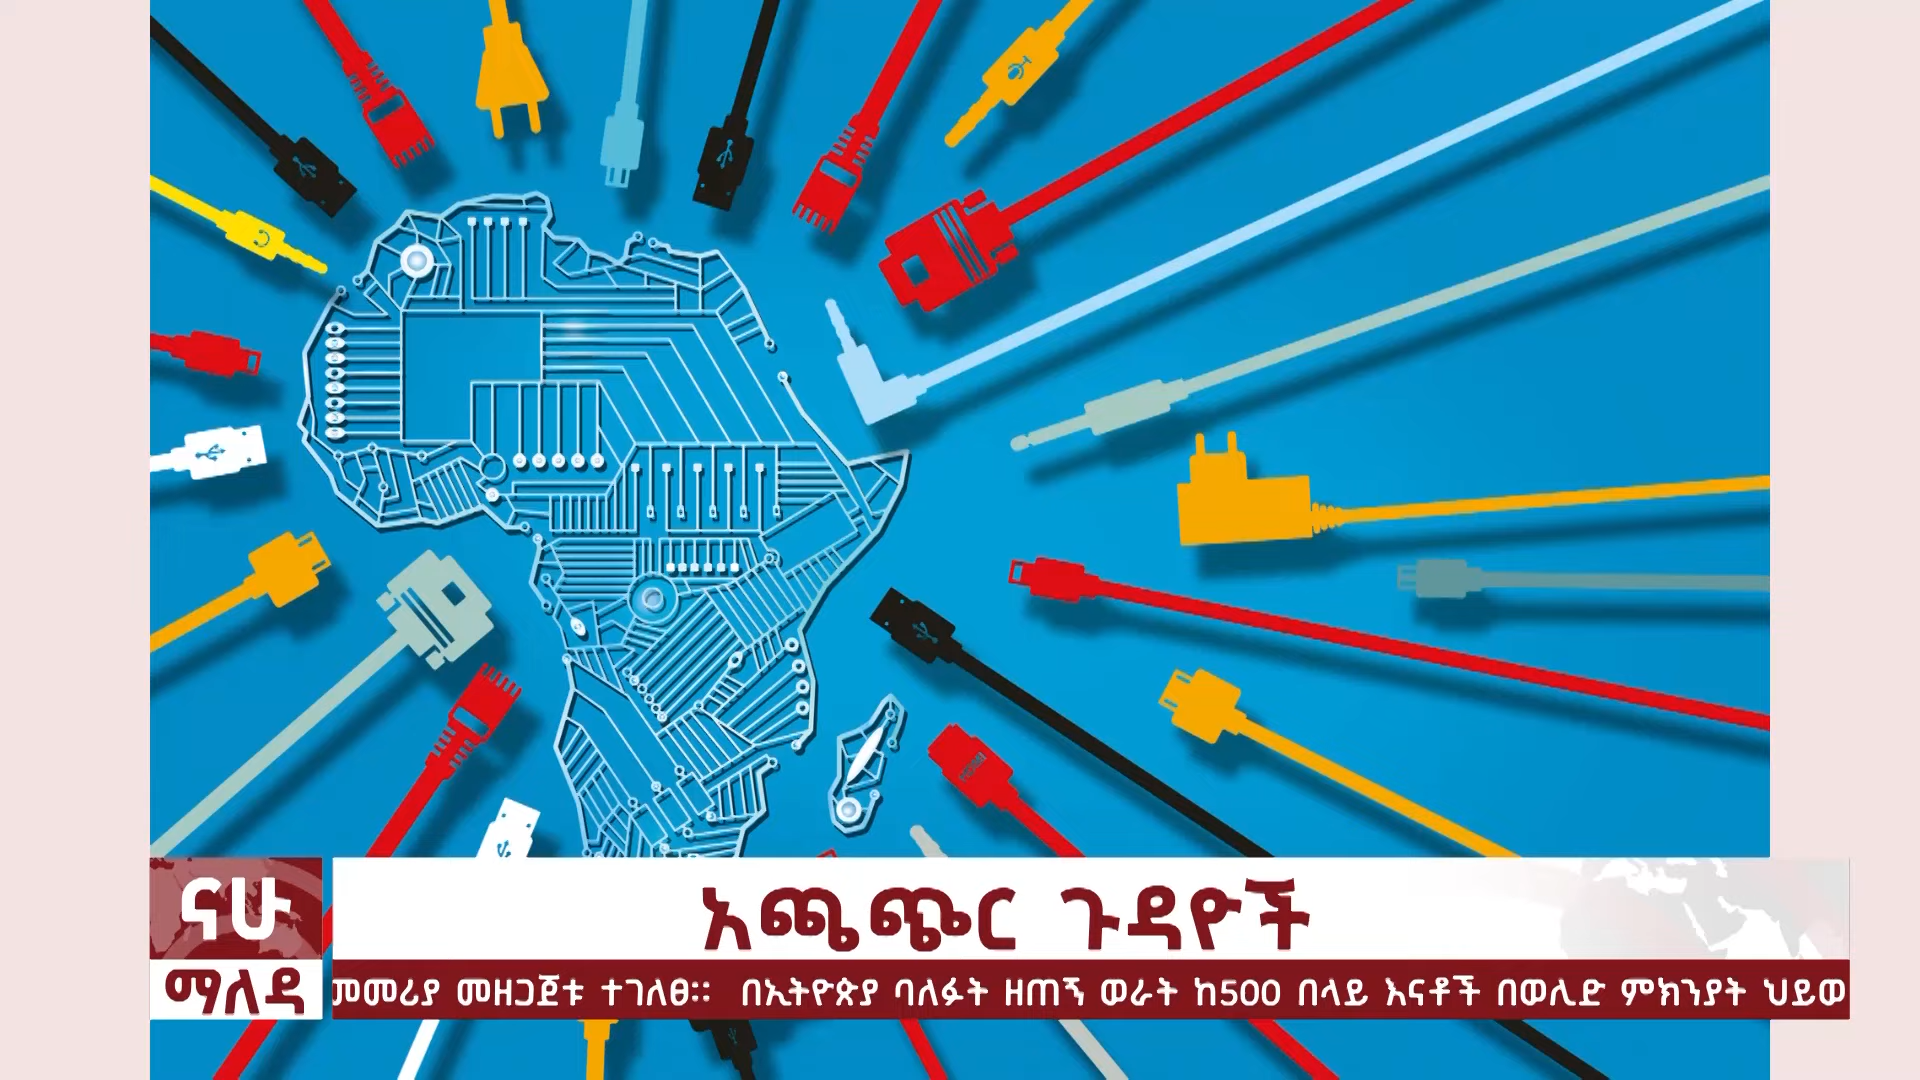 ናሁ
አጫጭር ጉዳዮች
ማለዳ
መመሪያ መዘጋጀቱ ተገለፀ። በኢትዮጵያ ባለፉት ዘጠኝ ወራት ከ500 በላይ እናቶች በወሊድ ምክንያት ህይወ